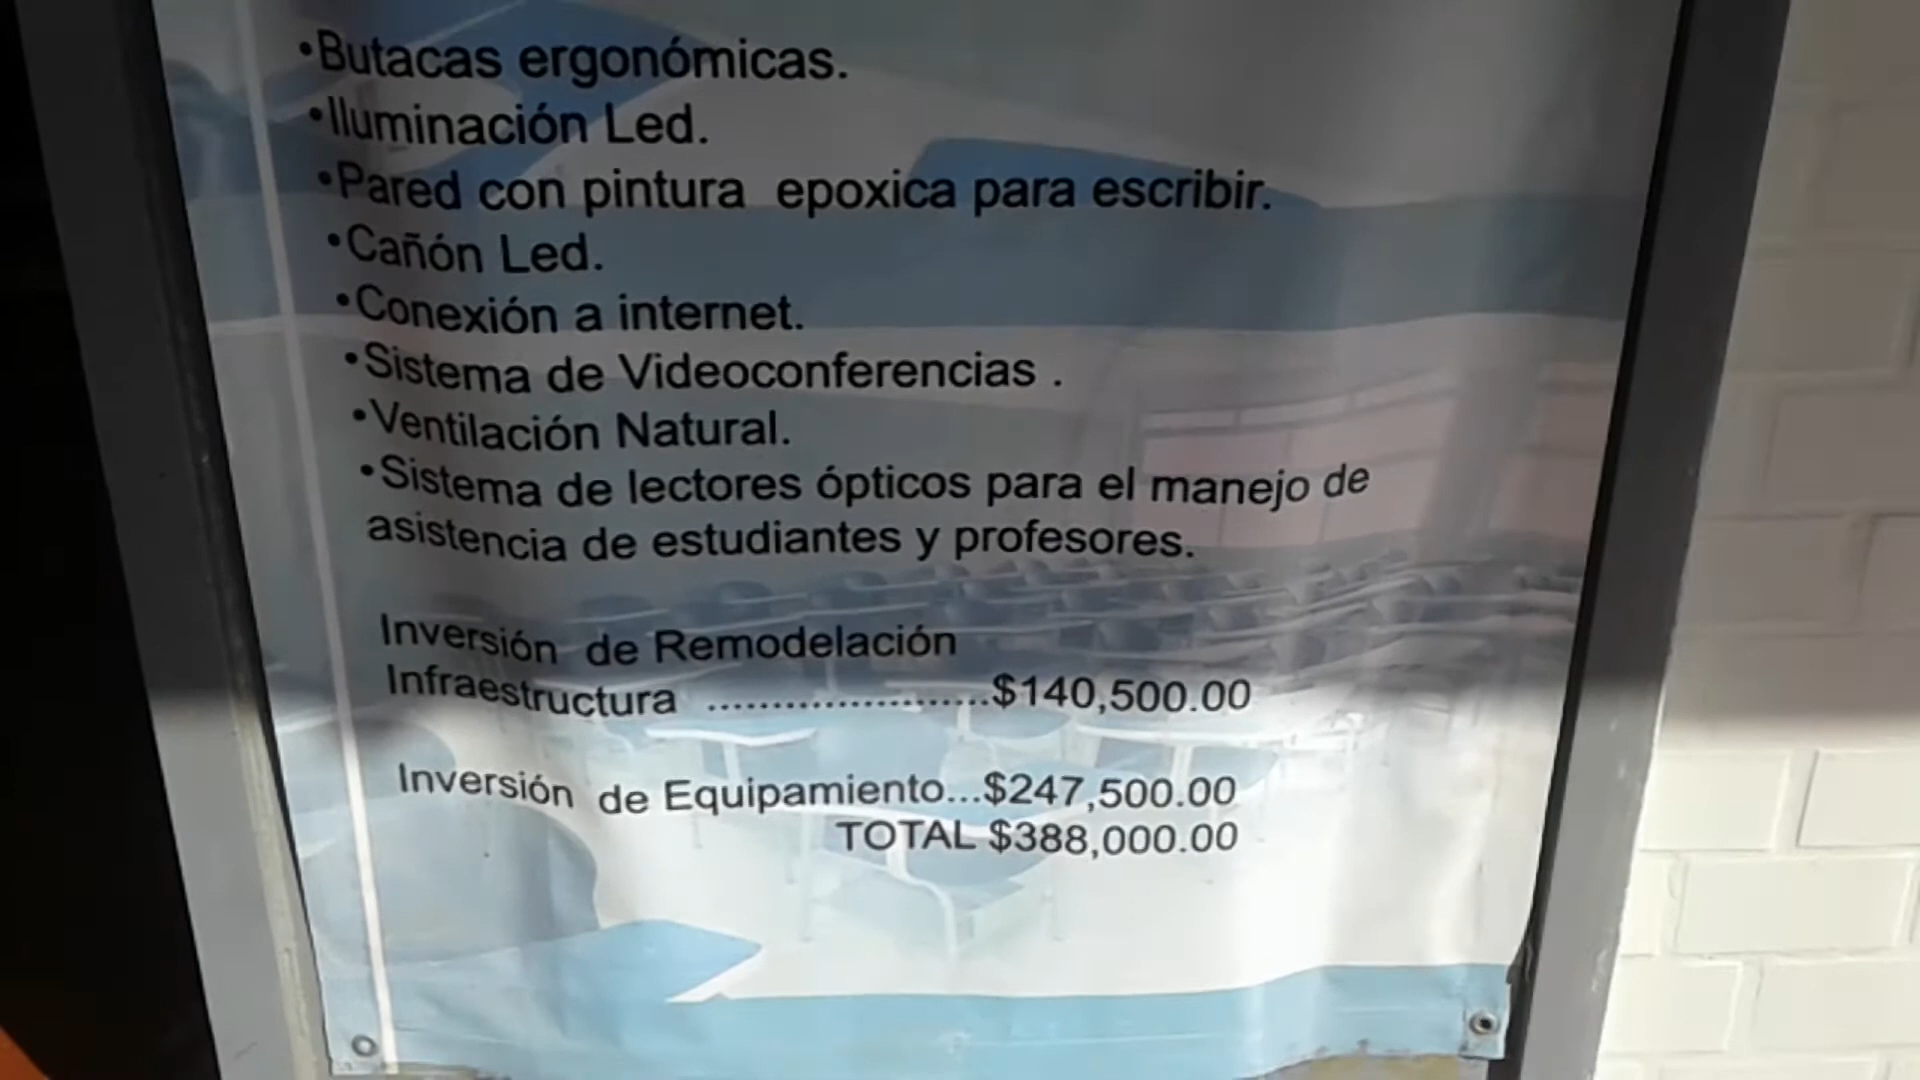 •Butacas ergonómicas.
•Iluminación Led.
•Pared con pintura epoxica para escribir.
•Cañón Led.
•Conexión a internet.
•Sistema de Videoconferencias .
•Ventilación Natural.
•Sistema de lectores ópticos para el manejo de
asistencia de estudiantes y profesores.
Inversión de Remodelación
Infraestructura ......................$140,500.00
Inversión de Equipamiento...$247,500.00
TOTAL $388,000.00